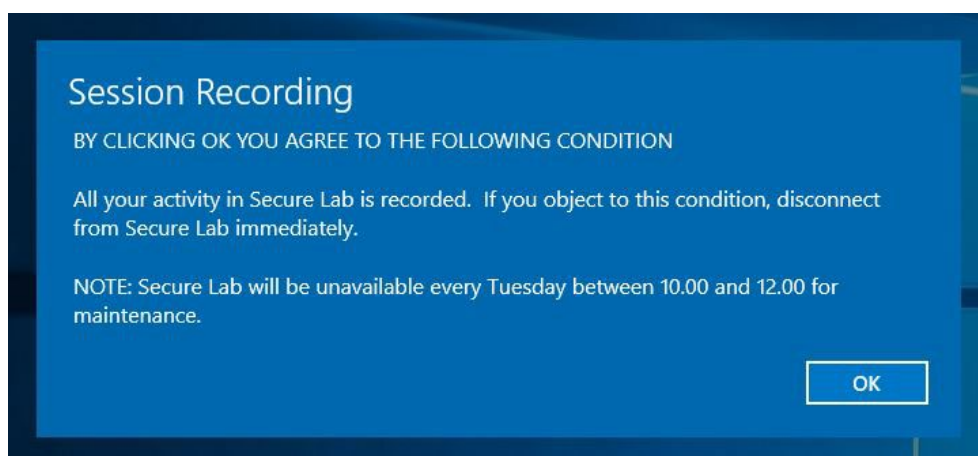 Session Recording
BY CLICKING OK YOU AGREE TO THE FOLLOWING CONDITION
All your activity in Secure Lab is recorded.  If you object to this condition, disconnect
from Secure Lab immediately.
NOTE: Secure Lab will be unavailable every Tuesday between 10.00 and 12.00 for
maintenance.
OK